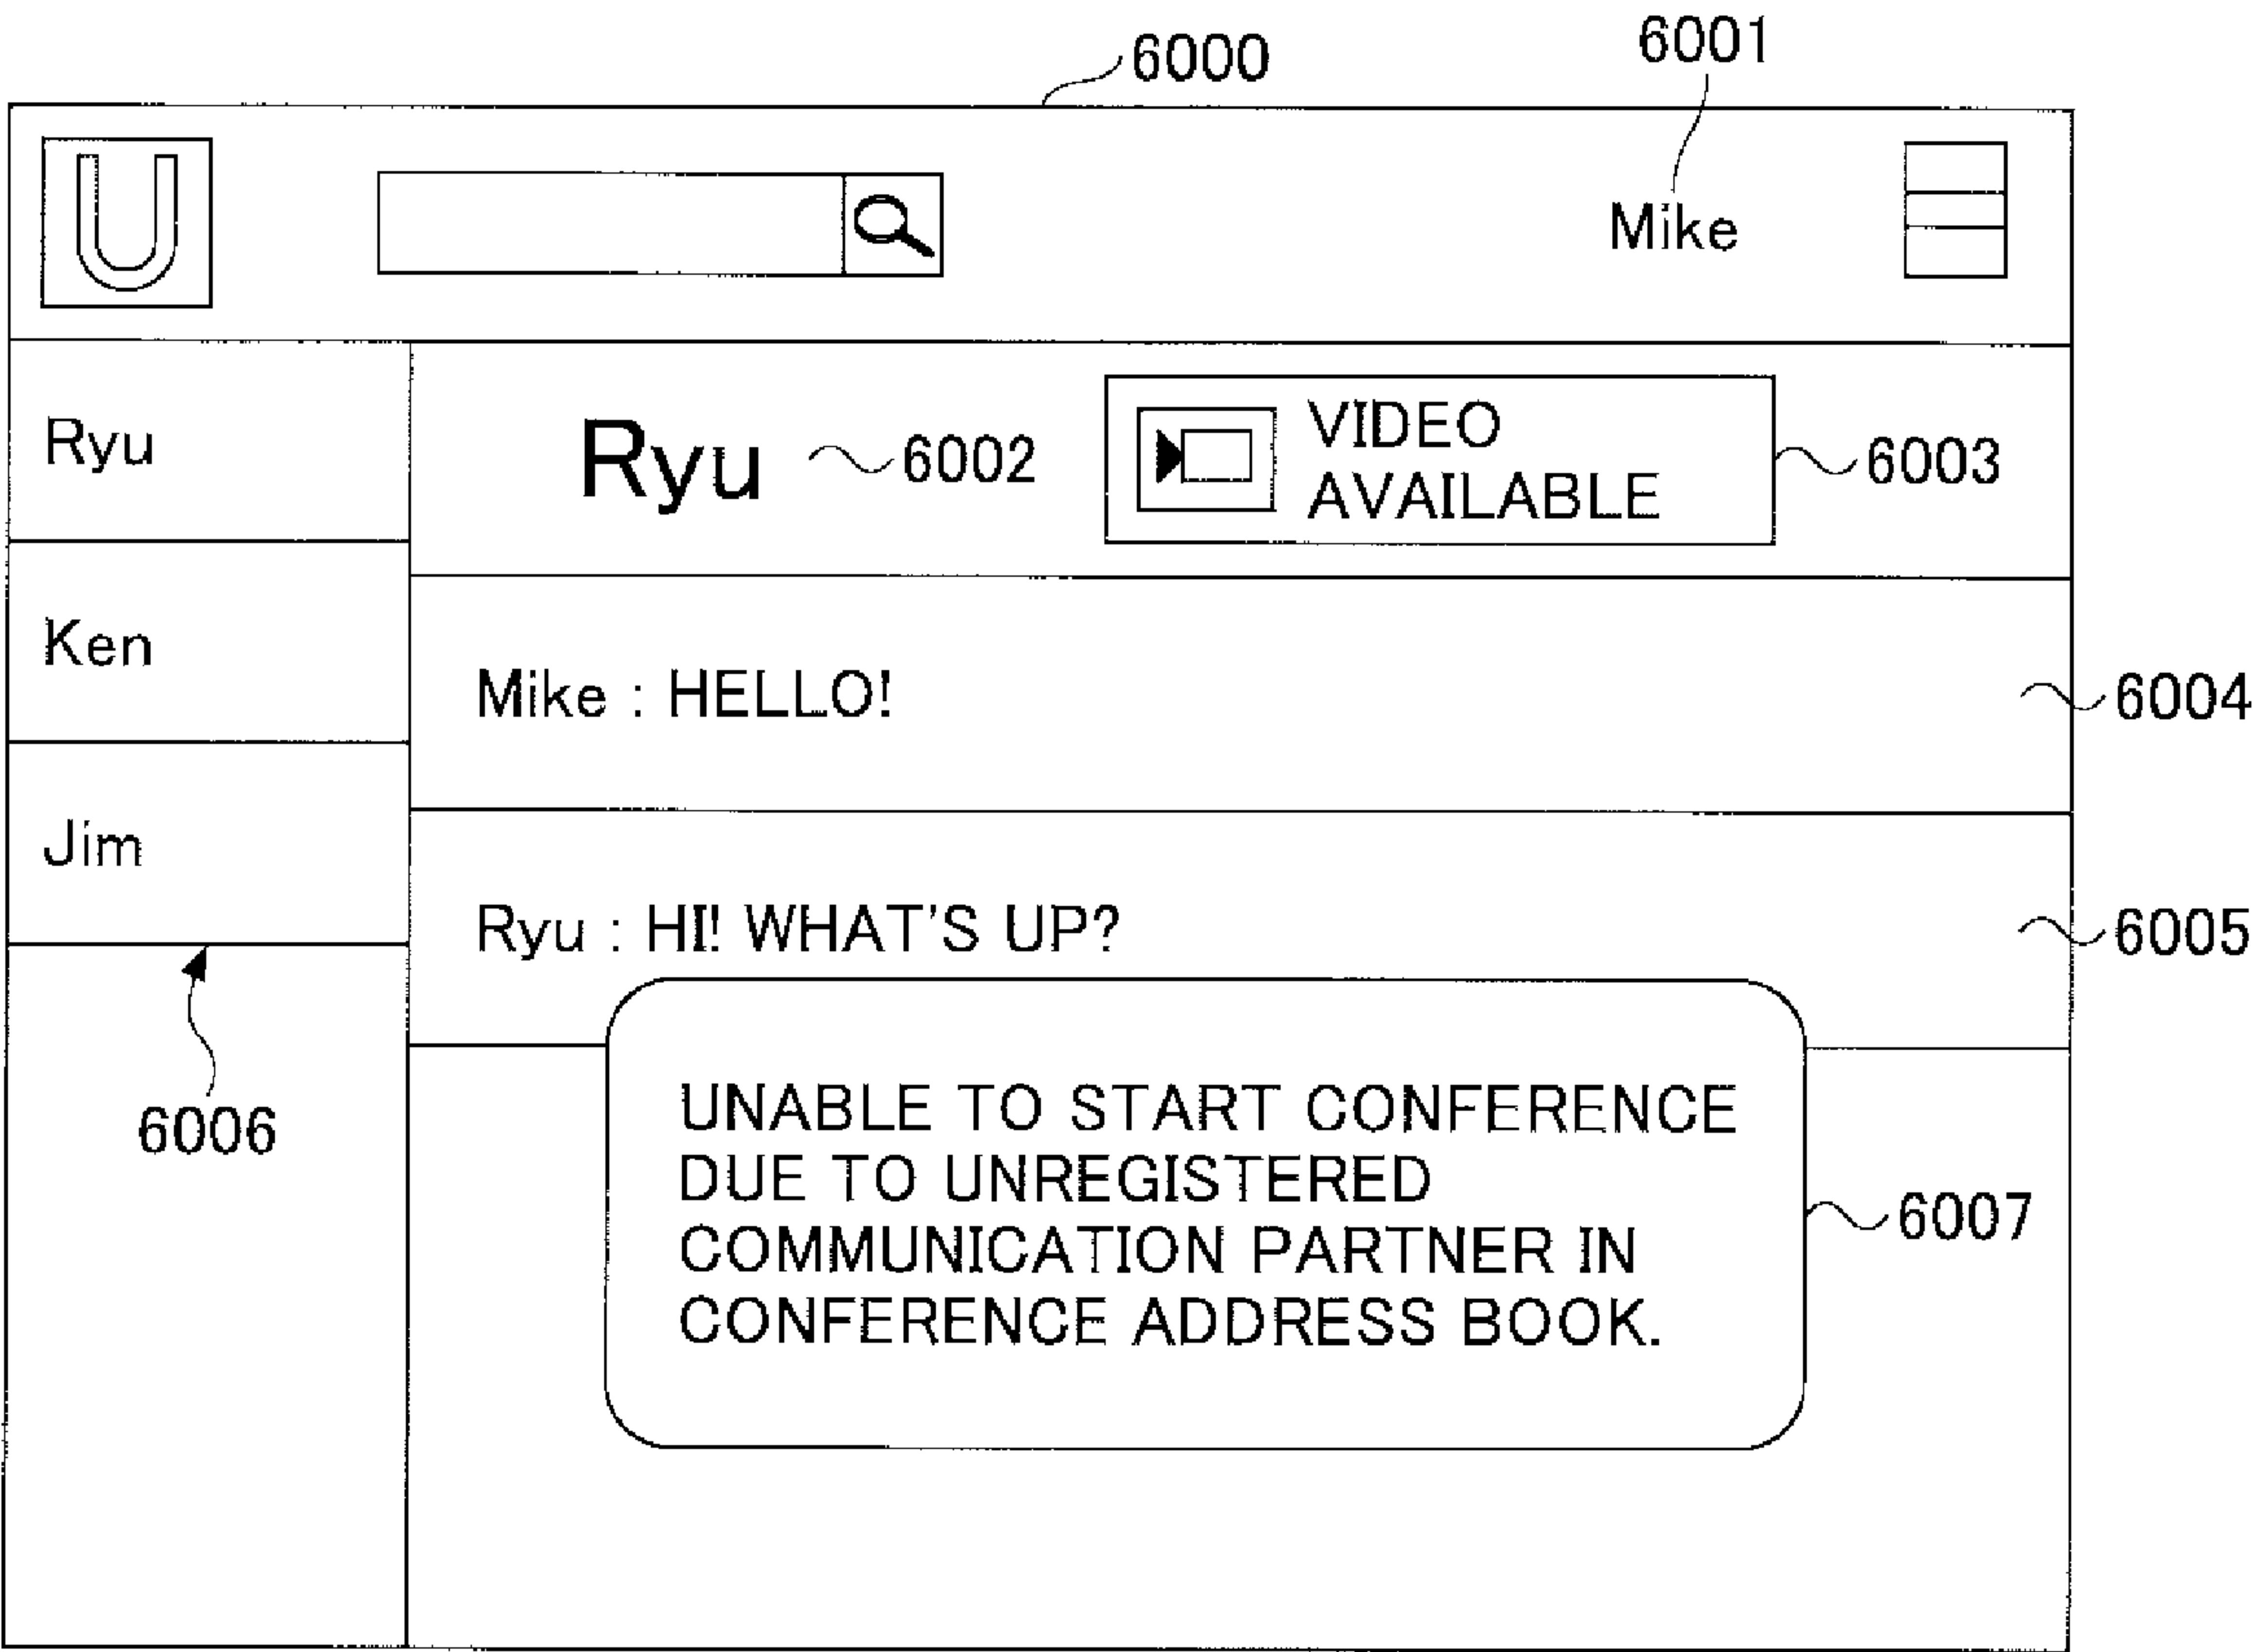 6000
6001
U
Mike
Ryu
Ryu
6002
VIDEO
AVAILABLE
6003
Ken
Mike : HELLO!
6004
Jim
Ryu : HI! WHAT'S UP?
6005
6006
UNABLE TO START CONFERENCE
DUE TO UNREGISTERED
COMMUNICATION PARTNER IN
CONFERENCE ADDRESS BOOK.
6007